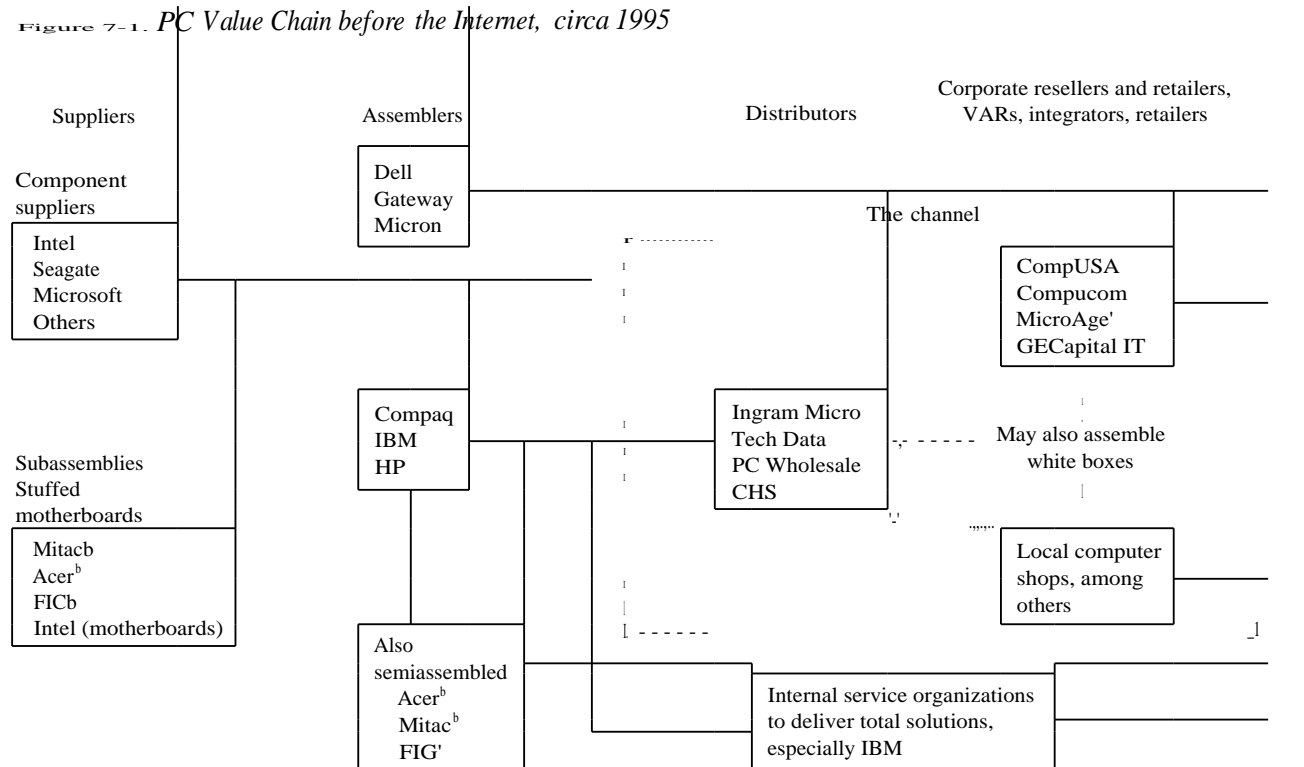 Figure 7-1. PC Value Chain before the Internet, circa 1995
Suppliers
Assemblers
Distributors
Corporate resellers and retailers,
VARs, integrators, retailers
Component
suppliers
Intel
Seagate
Microsoft
Others
Dell
Gateway
Micron
The channel
CompUSA
Compucom
MicroAge'
GECapital IT
Compaq
IBM
HP
Ingram Micro
Tech Data
PC Wholesale
CHS
May also assemble
white boxes
Subassemblies
Stuffed
motherboards
Mitacb
Acerb
FICb
Intel (motherboards)
Local computer
shops, among
others
Also
semiassembled
Acerb
Mitacb
FIG'
Internal service organizations
to deliver total solutions,
especially IBM